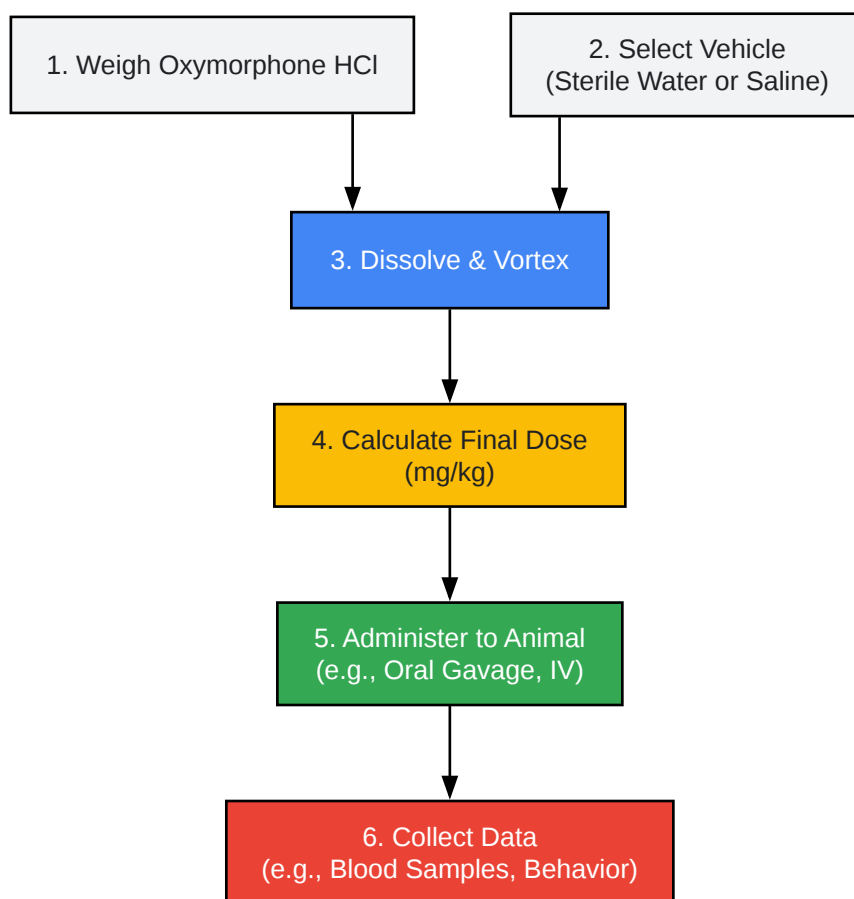 1. Weigh Oxymorphone HCl
2. Select Vehicle
(Sterile Water or Saline)
3. Dissolve & Vortex
4. Calculate Final Dose
(mg/kg)
5. Administer to Animal
(e.g., Oral Gavage, IV)
6. Collect Data
(e.g., Blood Samples, Behavior)